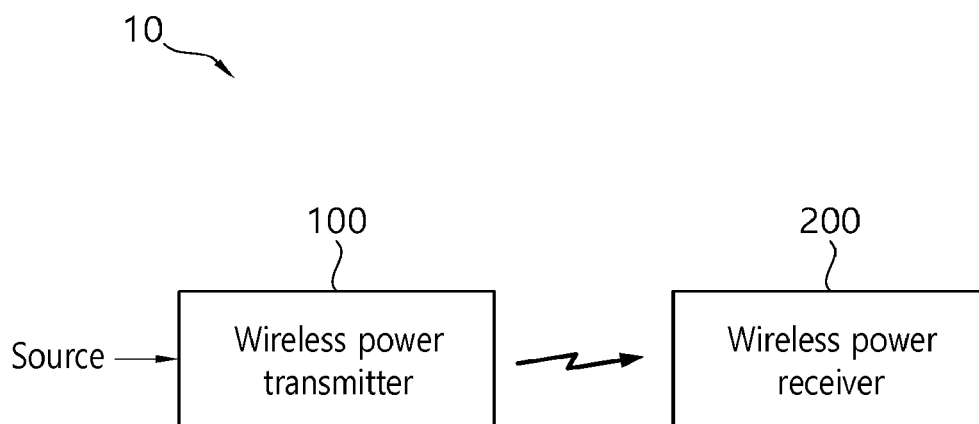 10
100
200
Source
Wireless power
transmitter
Wireless power
receiver